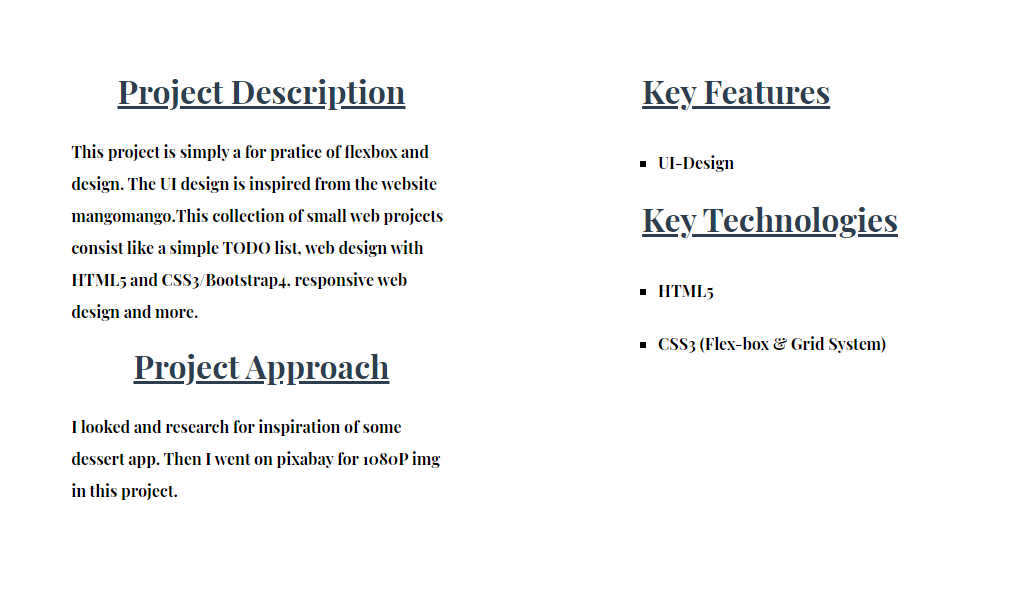 Project Description
This project is simply a for pratice of flexbox and
design. The UI design is inspired from the website
mangomango.This collection of small web projects
consist like a simple TODO list, web design with
HTML5 and CSS3/Bootstrap4, responsive web
design and more.
Project Approach
I looked and research for inspiration of some
dessert app. Then I went on pixabay for 1080P img
in this project.
Key Features
UI-Design
Key Technologies
HTML5
CSS3 (Flex-box & Grid System)